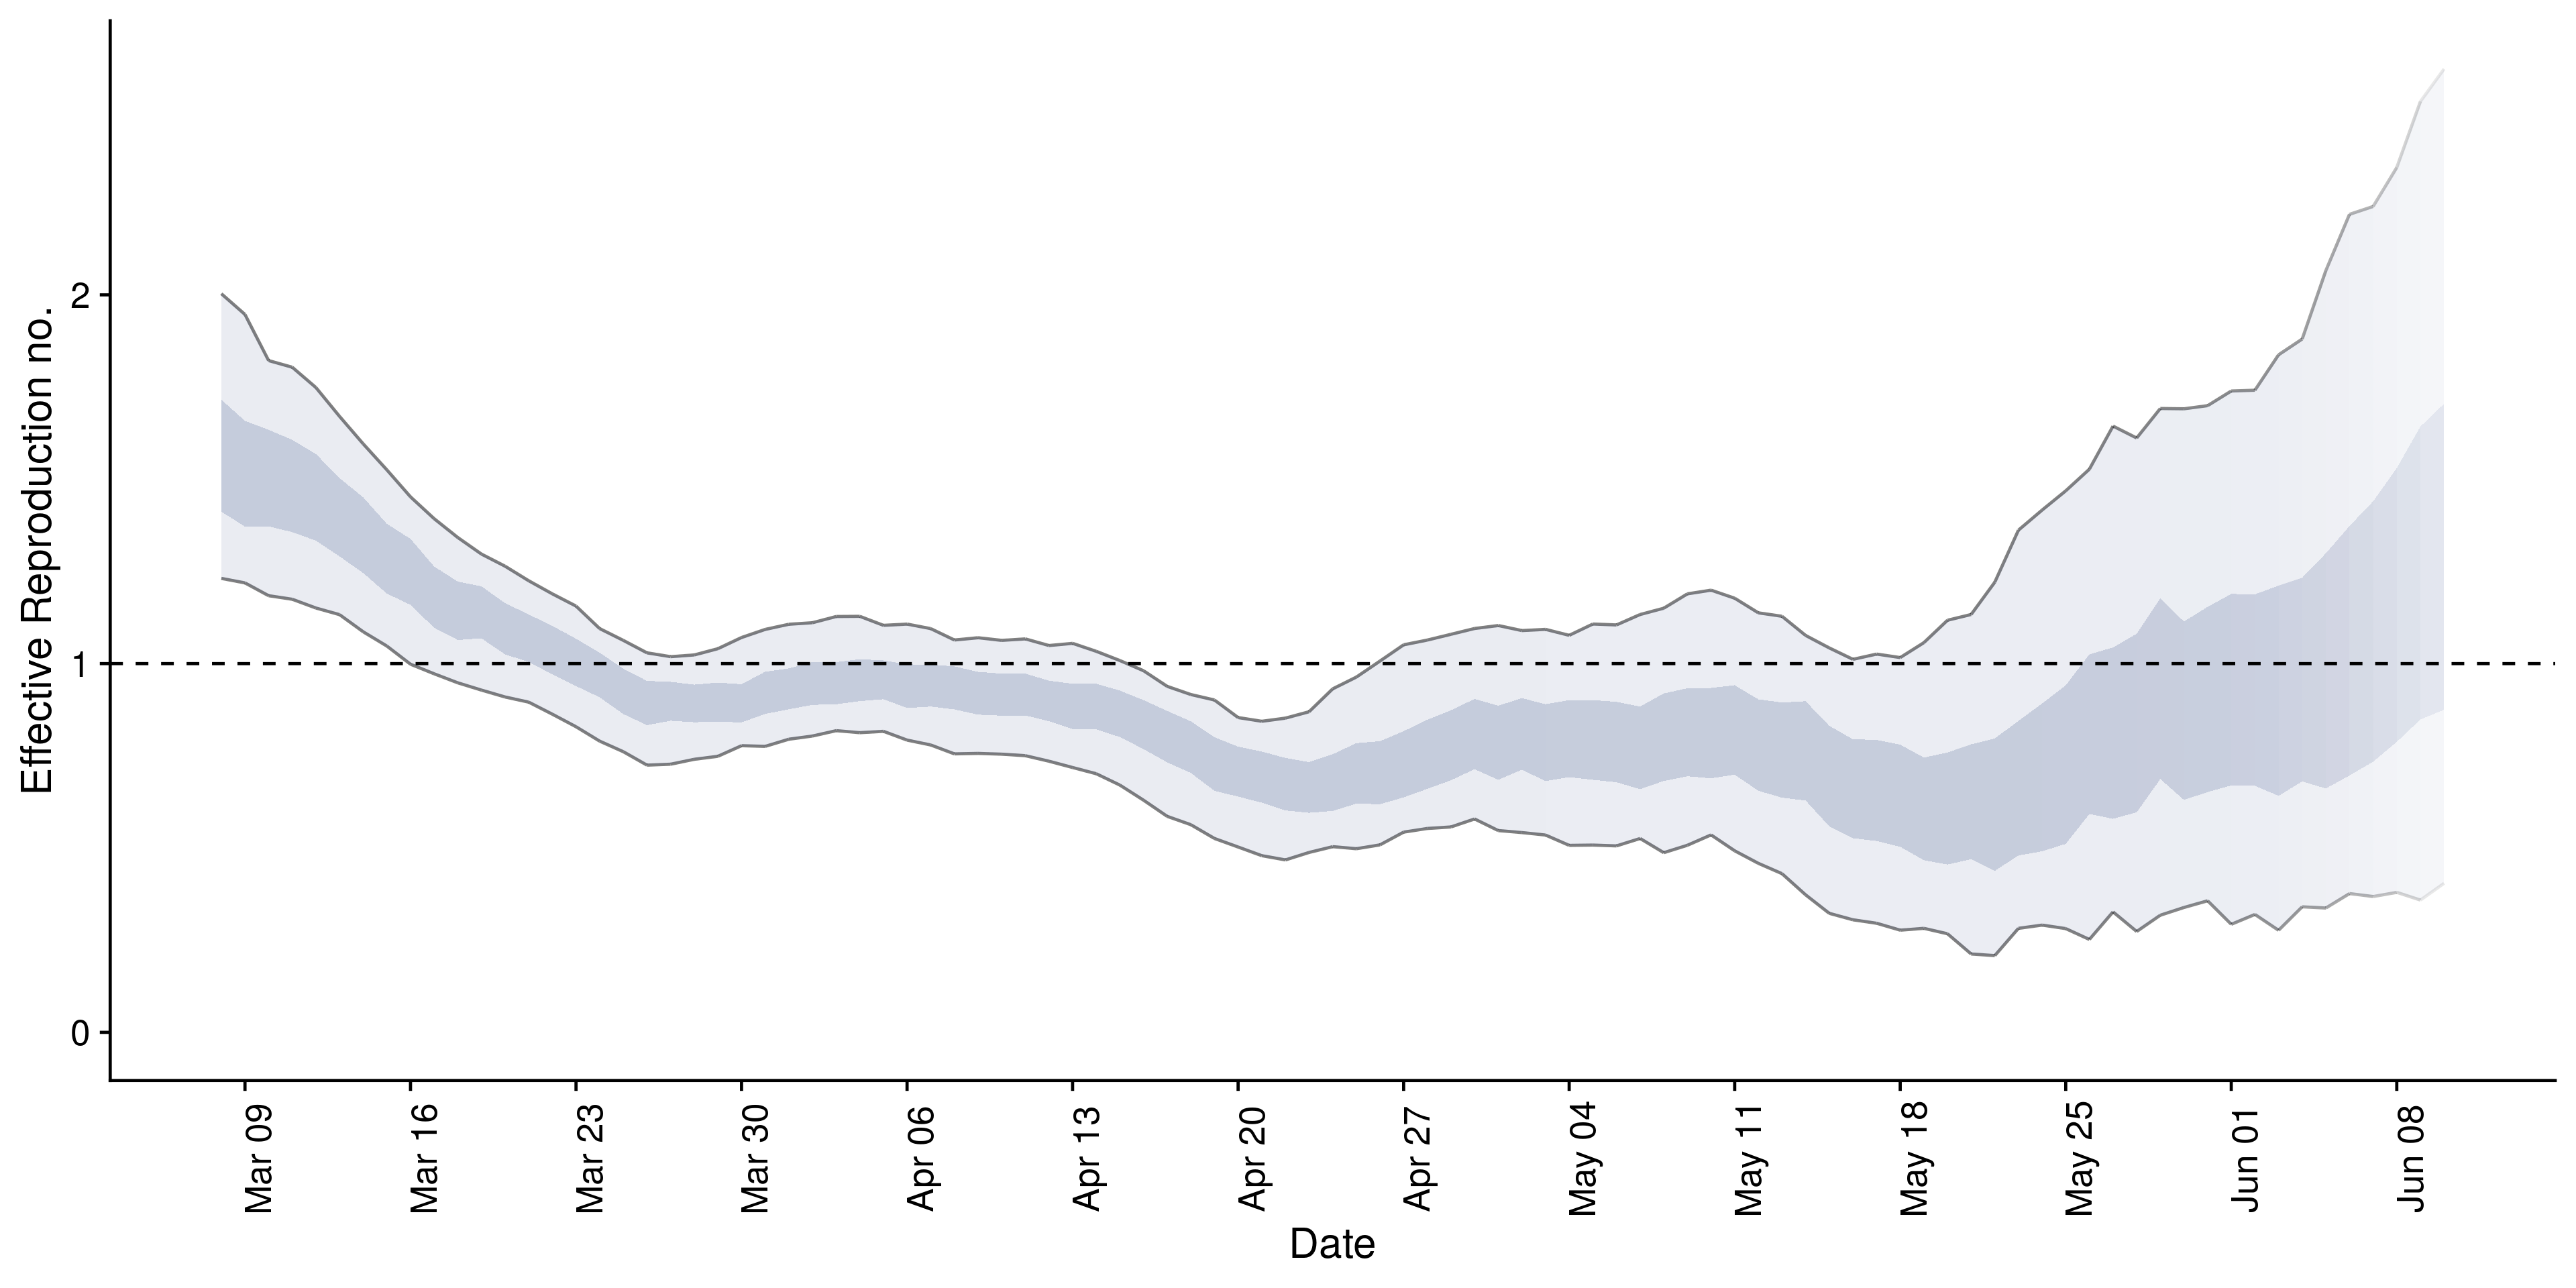 Effective Reproduction no.
2
1
0
Mar 09
Mar 16
Mar 23
Mar 30
Apr 06
Apr 13
Apr 20
Apr 27
May 04
May 11
May 18
May 25
Jun 01
Jun 08
Date